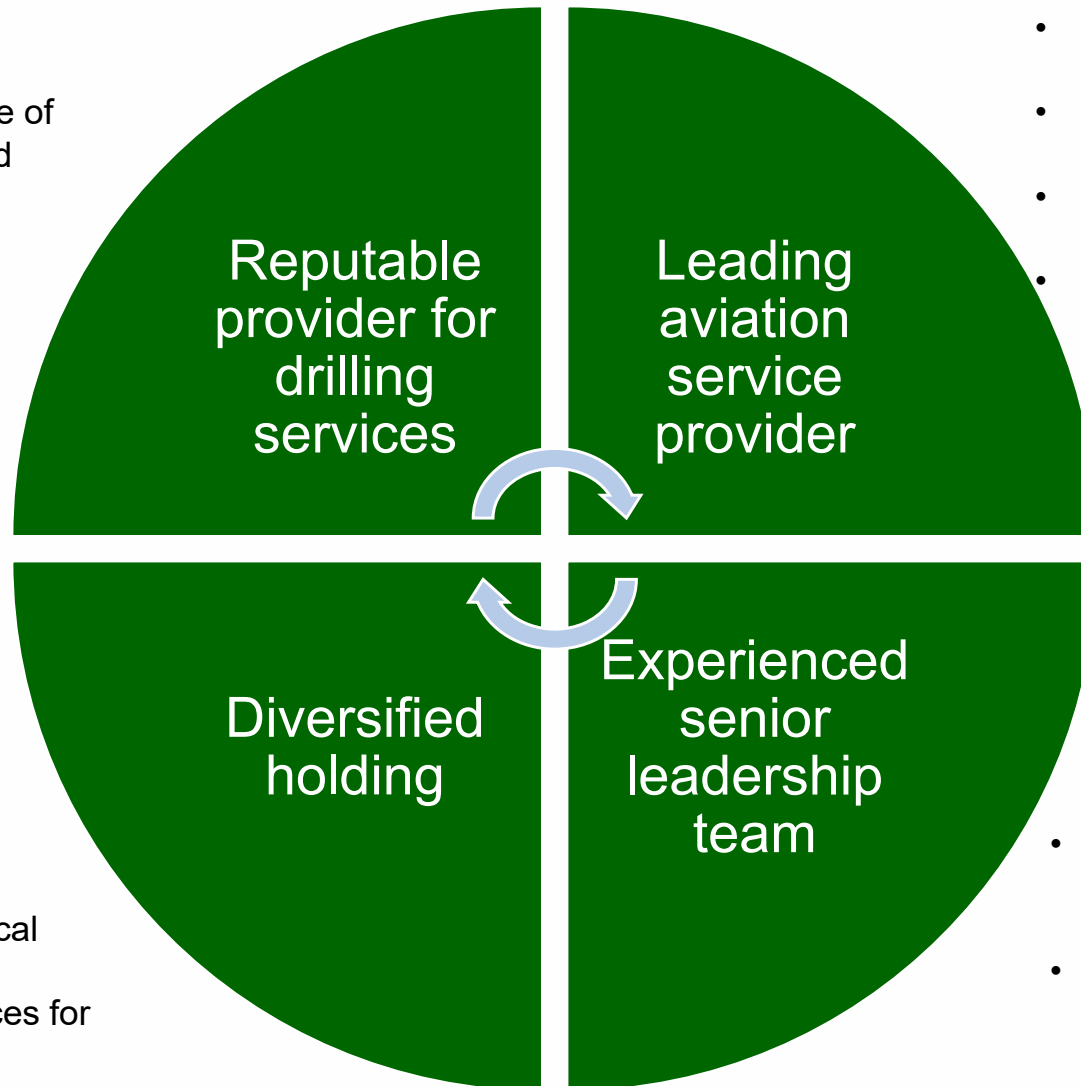 e of
d
Reputable
provider for
drilling
services
Leading
aviation
service
provider
•
•
•
•
Diversified
holding
Experienced
senior
leadership
team
cal
ces for
•
•